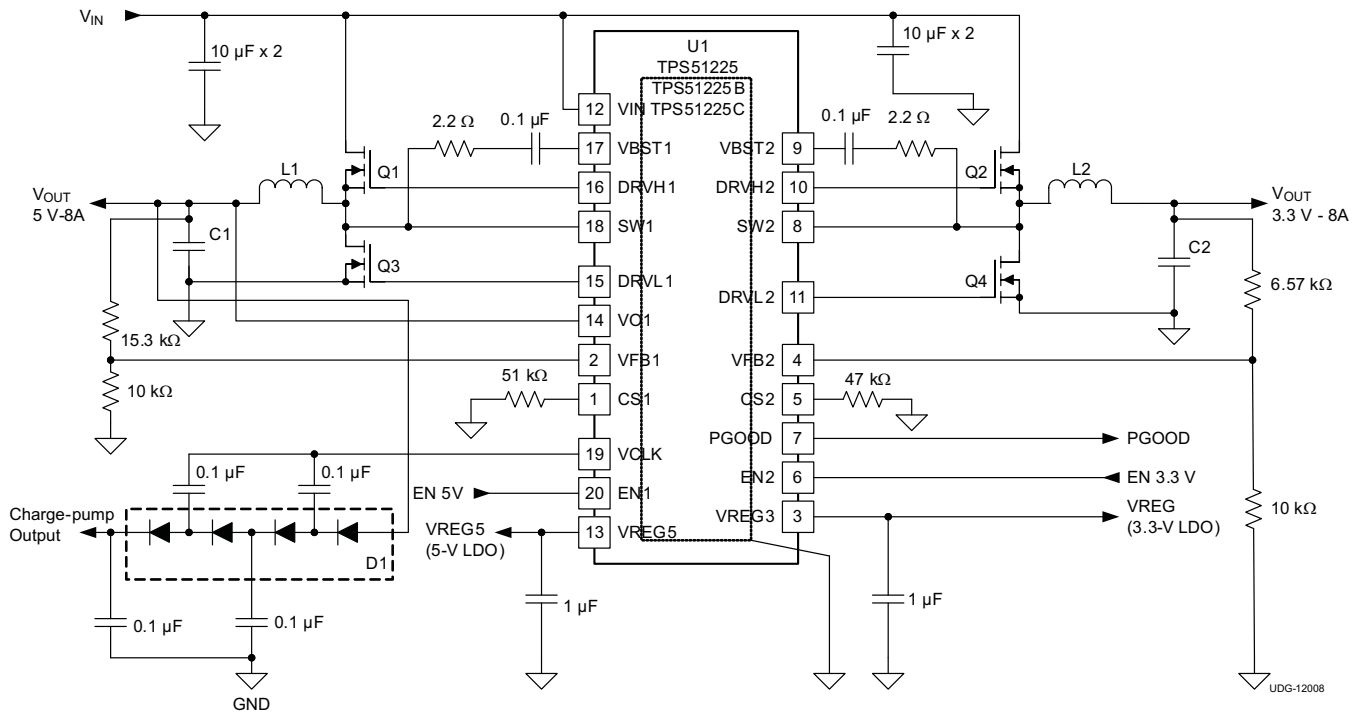 VIN
10 µF x 2
10 µF x 2
U1
TPS51225
TPS51225B
TPS51225C
12 VIN
2.2 Ω
0.1 µF
0.1 µF
2.2 Ω
17 VBST1
VBST2 9
Q1
Q2
L1
L2
16 DRVH1
DRVH2 10
VOUT
5 V-8A
VOUT
3.3 V - 8A
18 SW1
SW2 8
C1
C2
Q3
Q4
15 DRVL1
DRVL2 11
6.57 kΩ
14 VO1
15.3 kΩ
2 VFB1
VFB2 4
10 kΩ
51 kΩ
47 kΩ
1 CS1
CS2 5
PGOOD 7
PGOOD
19 VCLK
0.1 µF
0.1 µF
EN2 6
EN 3.3 V
EN 5V
20 EN1
Charge-pump
Output
VREG5
(5-V LDO)
13 VREG5
VREG3 3
VREG
(3.3-V LDO)
10 kΩ
D1
0.1 µF
0.1 µF
1 µF
1 µF
GND
UDG-12008